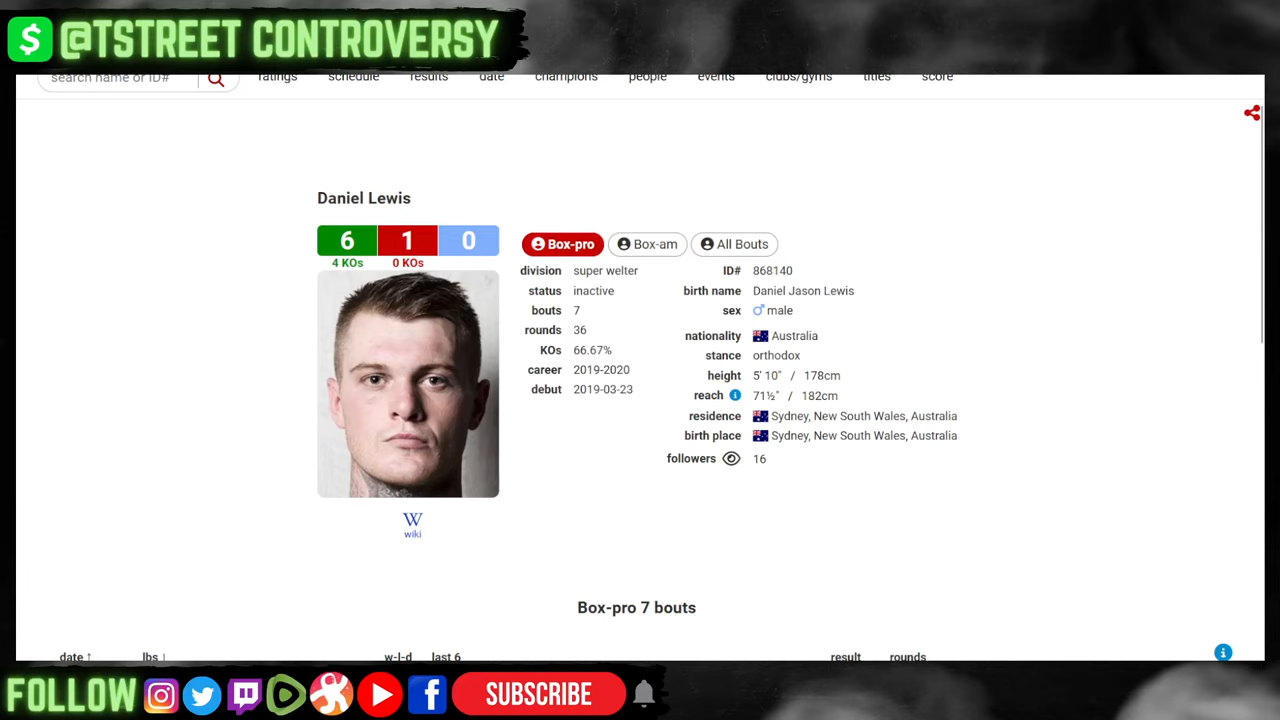 $ @TSTREET CONTROVERSY
search name or ID#
ratings schedule results date champions people events clubs/gyms titles score
Daniel Lewis
6 1 0
4 KOs 0 KOs
Box-pro Box-am All Bouts
division super welter
status inactive
bouts 7
rounds 36
KOs 66.67%
career 2019-2020
debut 2019-03-23
ID# 868140
birth name Daniel Jason Lewis
sex male
nationality Australia
stance orthodox
height 5' 10" / 178cm
reach 71½" / 182cm
residence Sydney, New South Wales, Australia
birth place Sydney, New South Wales, Australia
followers 16
W
wiki
Box-pro 7 bouts
date ↑ lbs w-l-d last 6 result rounds
FOLLOW SUBSCRIBE